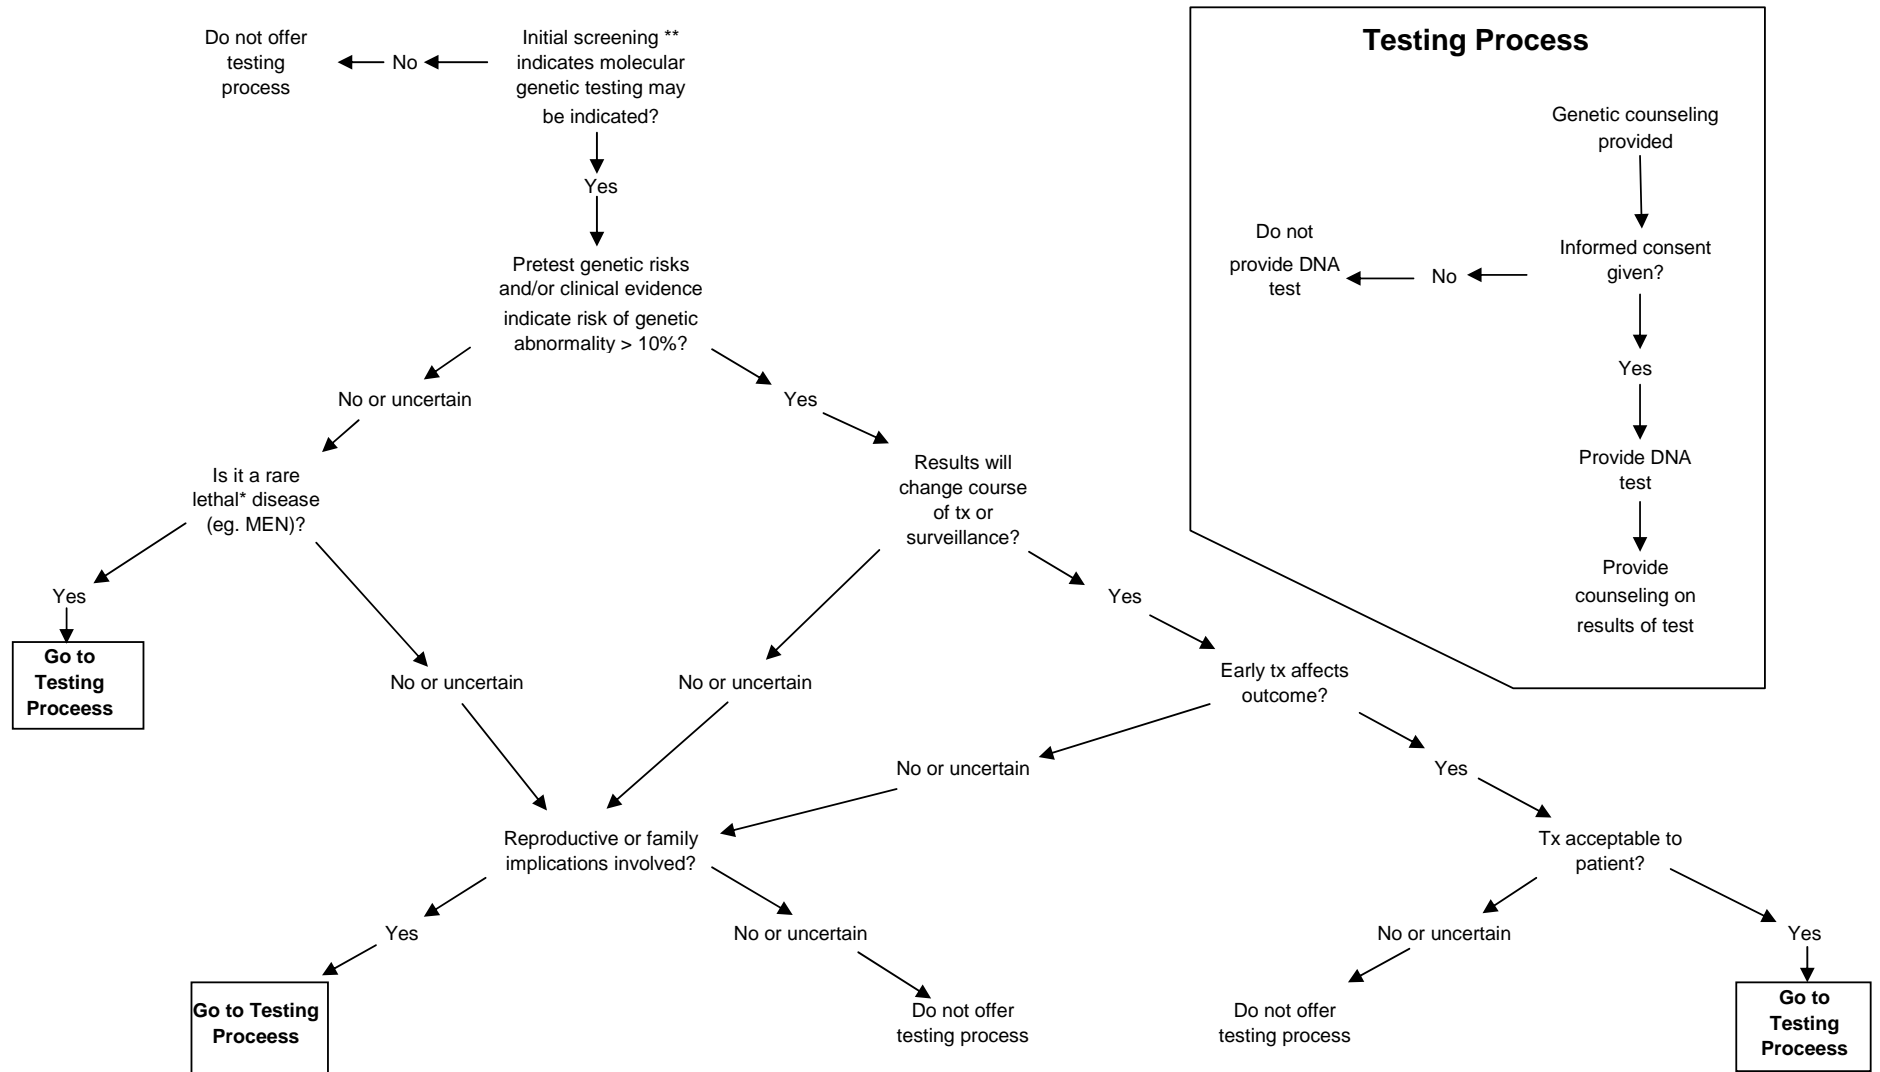 Do not offer
testing
process
No
Initial screening **
indicates molecular
genetic testing may
be indicated?
Yes
Pretest genetic risks
and/or clinical evidence
indicate risk of genetic
abnormality > 10%?
No or uncertain
Yes
Is it a rare
lethal* disease
(eg. MEN)?
Results will
change course
of tx or
surveillance?
Yes
Go to
Testing
Proceess
No or uncertain
No or uncertain
Yes
Early tx affects
outcome?
No or uncertain
Yes
Reproductive or family
implications involved?
Tx acceptable to
patient?
Yes
No or uncertain
No or uncertain
Yes
Go to Testing
Proceess
Do not offer
testing process
Do not offer
testing process
Go to
Testing
Proceess
Testing Process
Genetic counseling
provided
Informed consent
given?
No
Do not
provide DNA
test
Yes
Provide DNA
test
Provide
counseling on
results of test